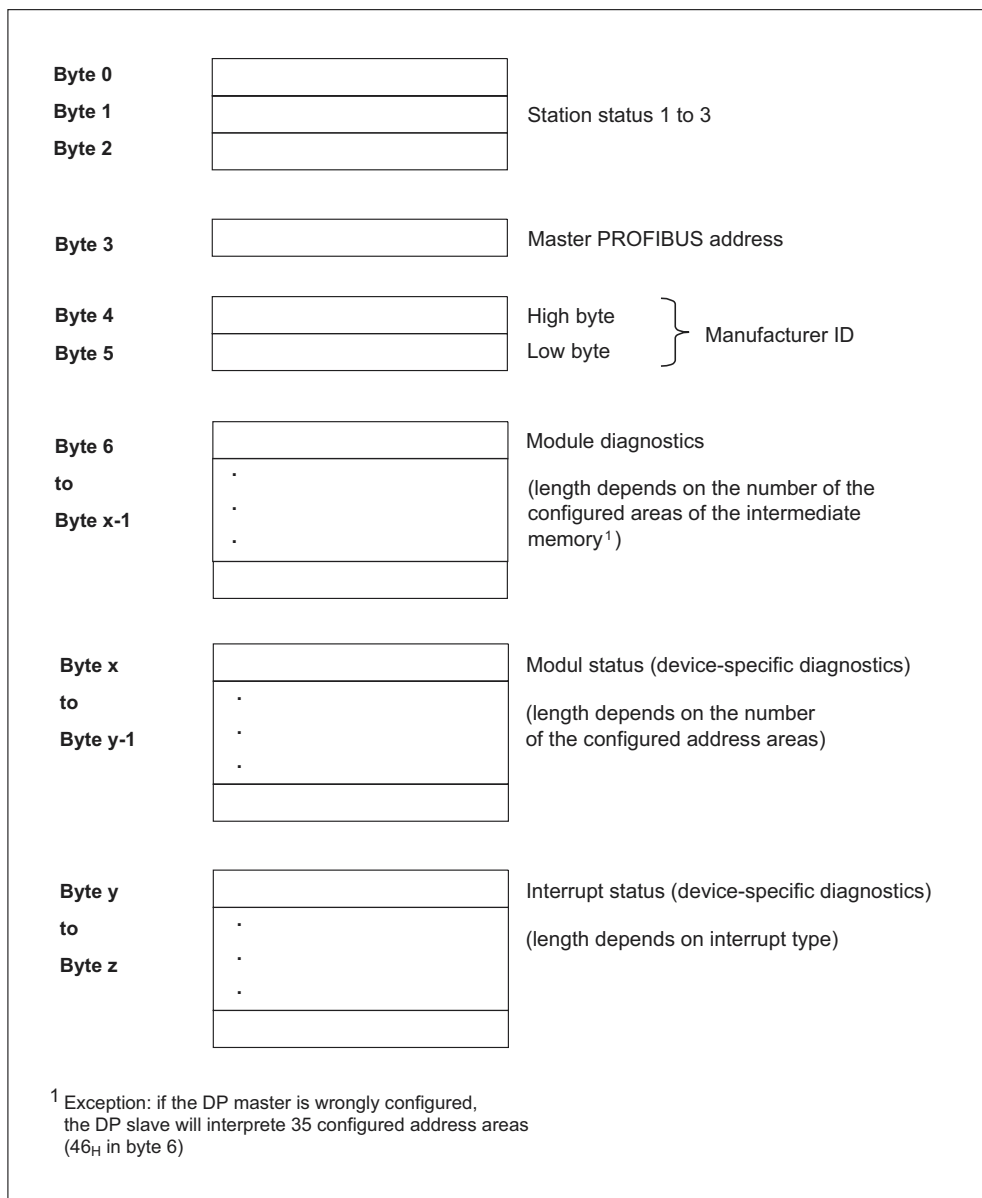 Byte 0
Byte 1
Station status 1 to 3
Byte 2
Byte 3
Master PROFIBUS address
Byte 4
High byte
Manufacturer ID
Byte 5
Low byte
Byte 6
Module diagnostics
to
(length depends on the number of the
Byte x-1
configured areas of the intermediate
memory¹)
Byte x
Modul status (device-specific diagnostics)
to
(length depends on the number
Byte y-1
of the configured address areas)
Byte y
Interrupt status (device-specific diagnostics)
to
(length depends on interrupt type)
Byte z
1 Exception: if the DP master is wrongly configured,
the DP slave will interprete 35 configured address areas
(46H in byte 6)